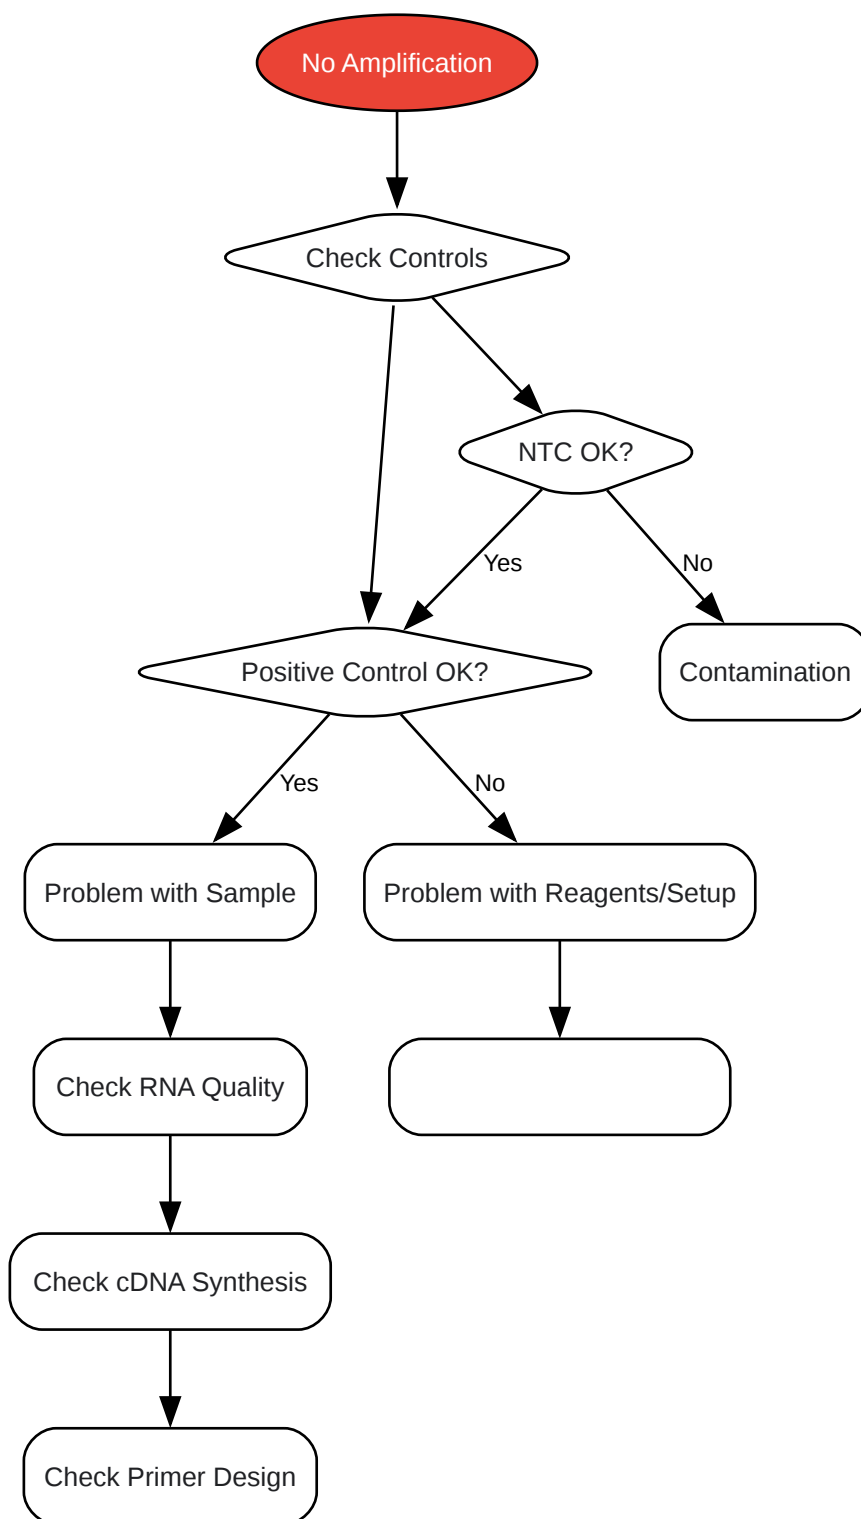 No Amplification
Check Controls
NTC OK?
Yes
No
Positive Control OK?
Contamination
Yes
No
Problem with Sample
Problem with Reagents/Setup
Check RNA Quality
Check cDNA Synthesis
Check Primer Design